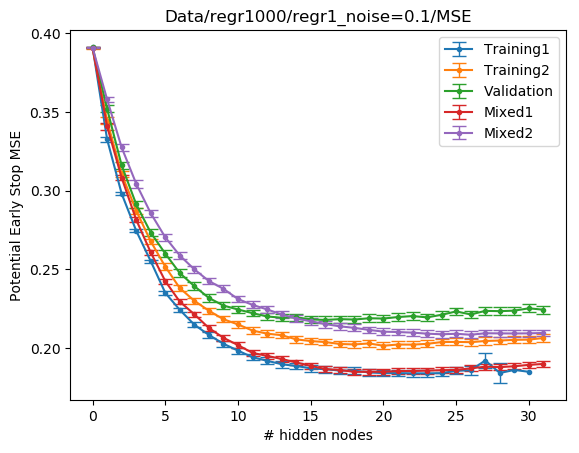 Data/regr1000/regr1_noise=0.1/MSE
0.40
0.35
0.30
0.25
0.20
Potential Early Stop MSE
Training1
Training2
Validation
Mixed1
Mixed2
0 5 10 15 20 25 30
# hidden nodes